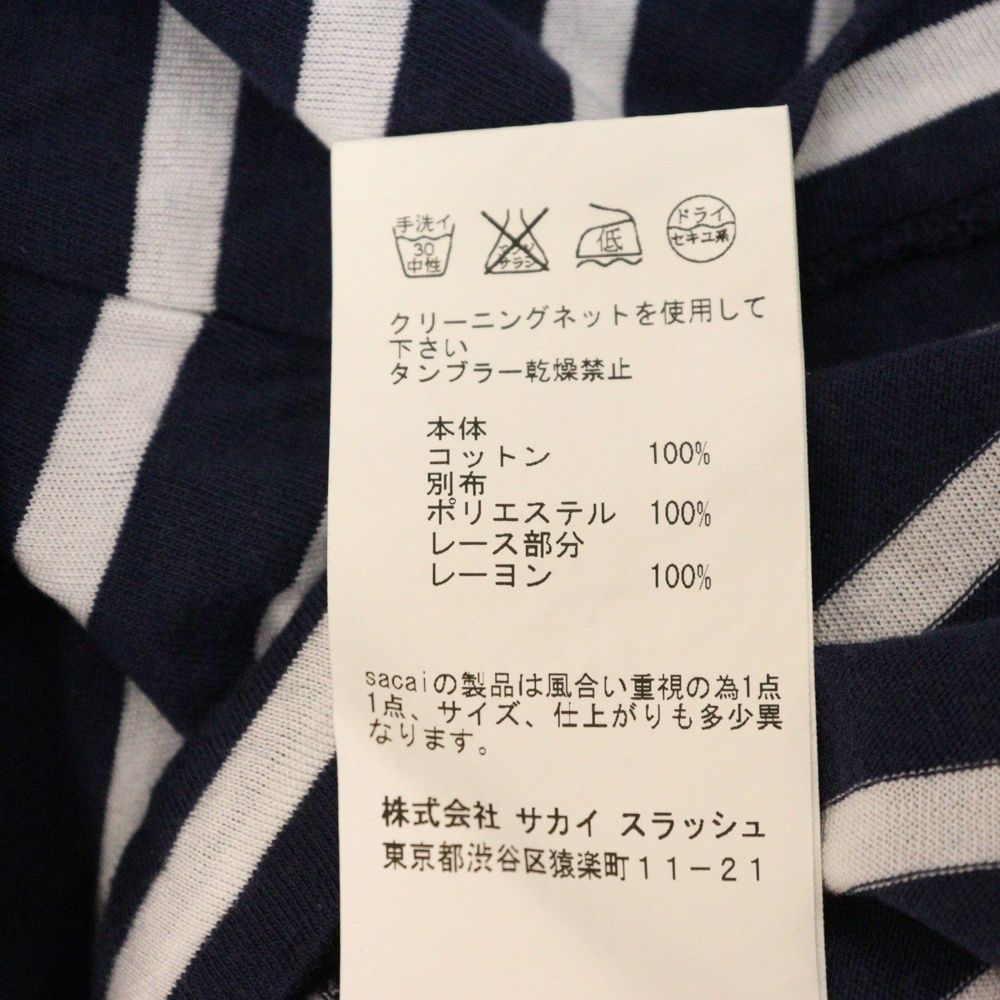 手洗イ
30
中性
エンソ
サラシ
低
ドライ
セキユ系
クリーニングネットを使用して
下さい
タンブラー乾燥禁止
本体
コットン 100%
別布
ポリエステル 100%
レース部分
レーヨン 100%
sacaiの製品は風合い重視の為1点
1点、サイズ、仕上がりも多少異
なります。
株式会社 サカイ スラッシュ
東京都渋谷区猿楽町11-21